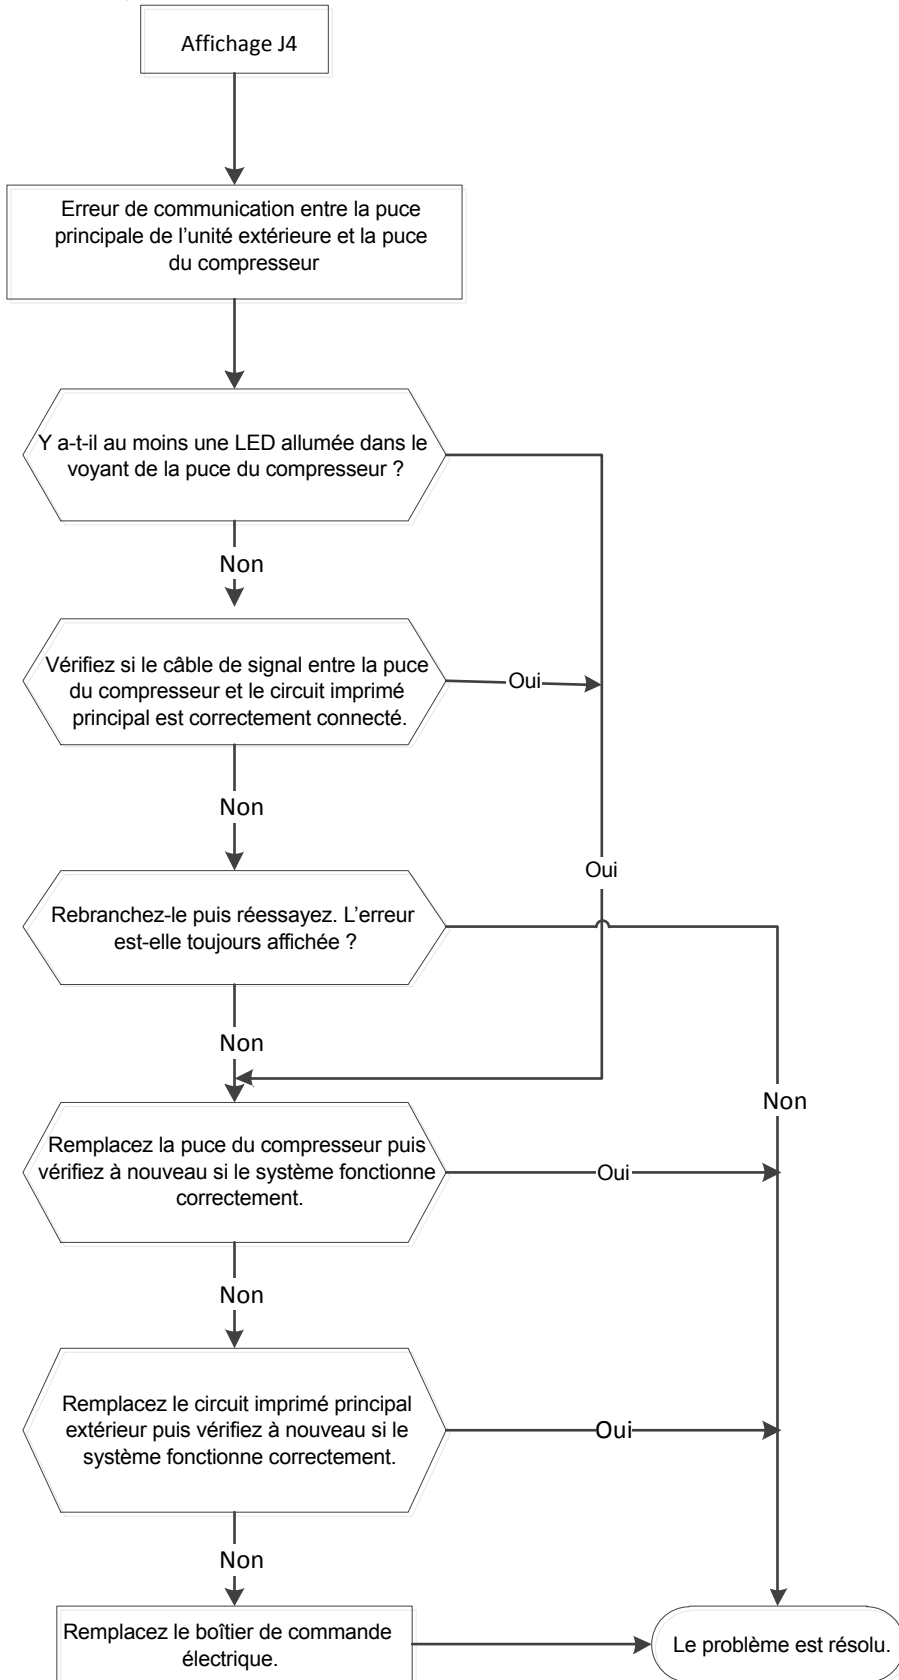 Affichage J4
Erreur de communication entre la puce
principale de l’unité extérieure et la puce
du compresseur
Y a-t-il au moins une LED allumée dans le
voyant de la puce du compresseur ?
Non
Vérifiez si le câble de signal entre la puce
du compresseur et le circuit imprimé
principal est correctement connecté.
Oui
Non
Oui
Rebranchez-le puis réessayez. L’erreur
est-elle toujours affichée ?
Non
Non
Remplacez la puce du compresseur puis
vérifiez à nouveau si le système fonctionne
correctement.
Oui
Non
Remplacez le circuit imprimé principal
extérieur puis vérifiez à nouveau si le
système fonctionne correctement.
Oui
Non
Remplacez le boîtier de commande
électrique.
Le problème est résolu.